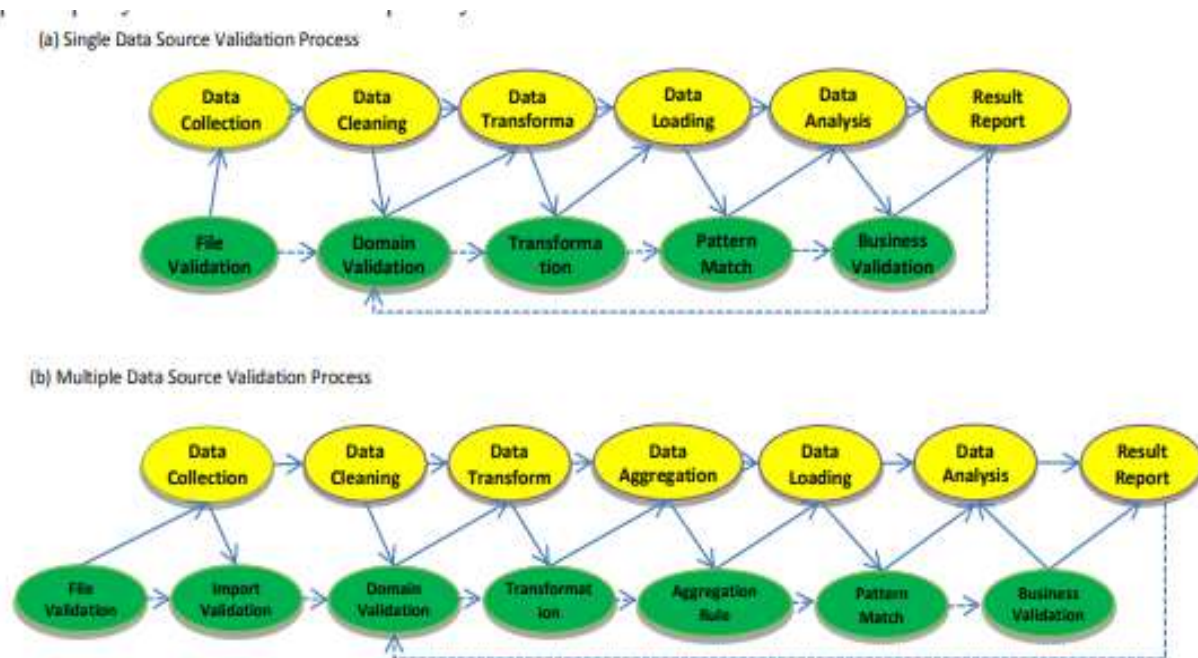 (a) Single Data Source Validation Process
Data
Collection
Data
Cleaning
Data
Transforma
Data
Loading
Data
Analysis
Result
Report
File
Validation
Domain
Validation
Transforma
tion
Pattern
Match
Business
Validation
(b) Multiple Data Source Validation Process
Data
Collection
Data
Cleaning
Data
Transform
Data
Aggregation
Data
Loading
Data
Analysis
Result
Report
File
Validation
Import
Validation
Domain
Validation
Transformat
ion
Aggregation
Rule
Pattern
Match
Business
Validation